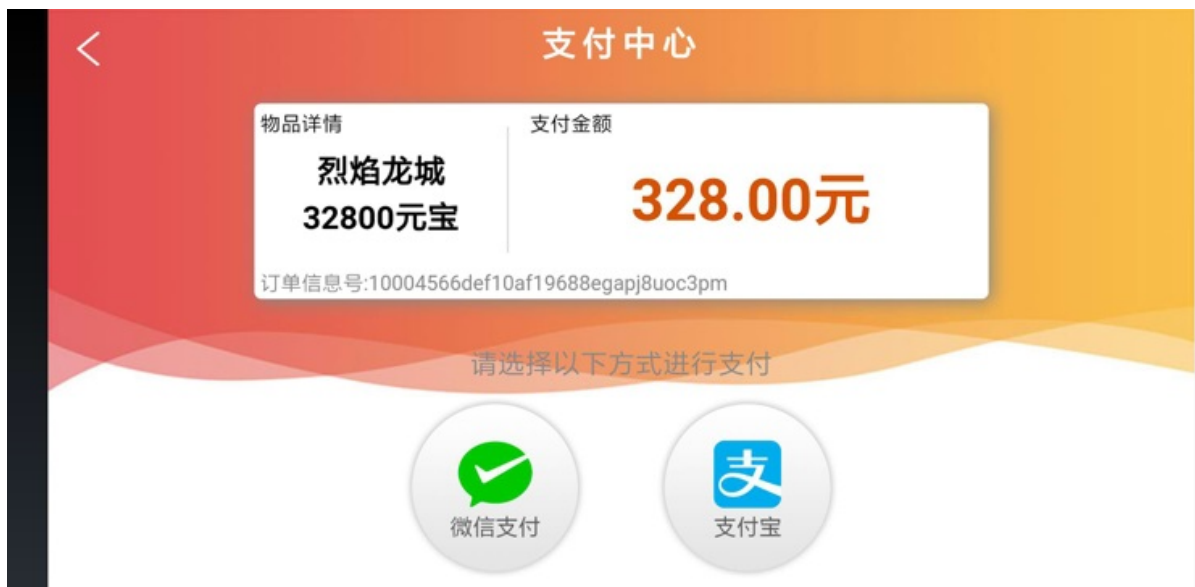 支付中心
物品详情
支付金额
烈焰龙城
32800元宝
328.00元
订单信息号:10004566def10af19688egapj8uoc3pm
请选择以下方式进行支付
微信支付
支
支付宝